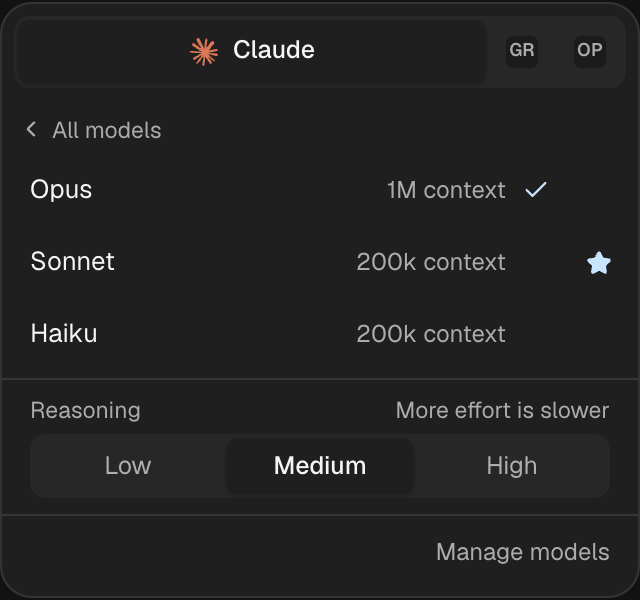 Claude GR OP
All models
Opus 1M context
Sonnet 200k context
Haiku 200k context
Reasoning More effort is slower
Low Medium High
Manage models